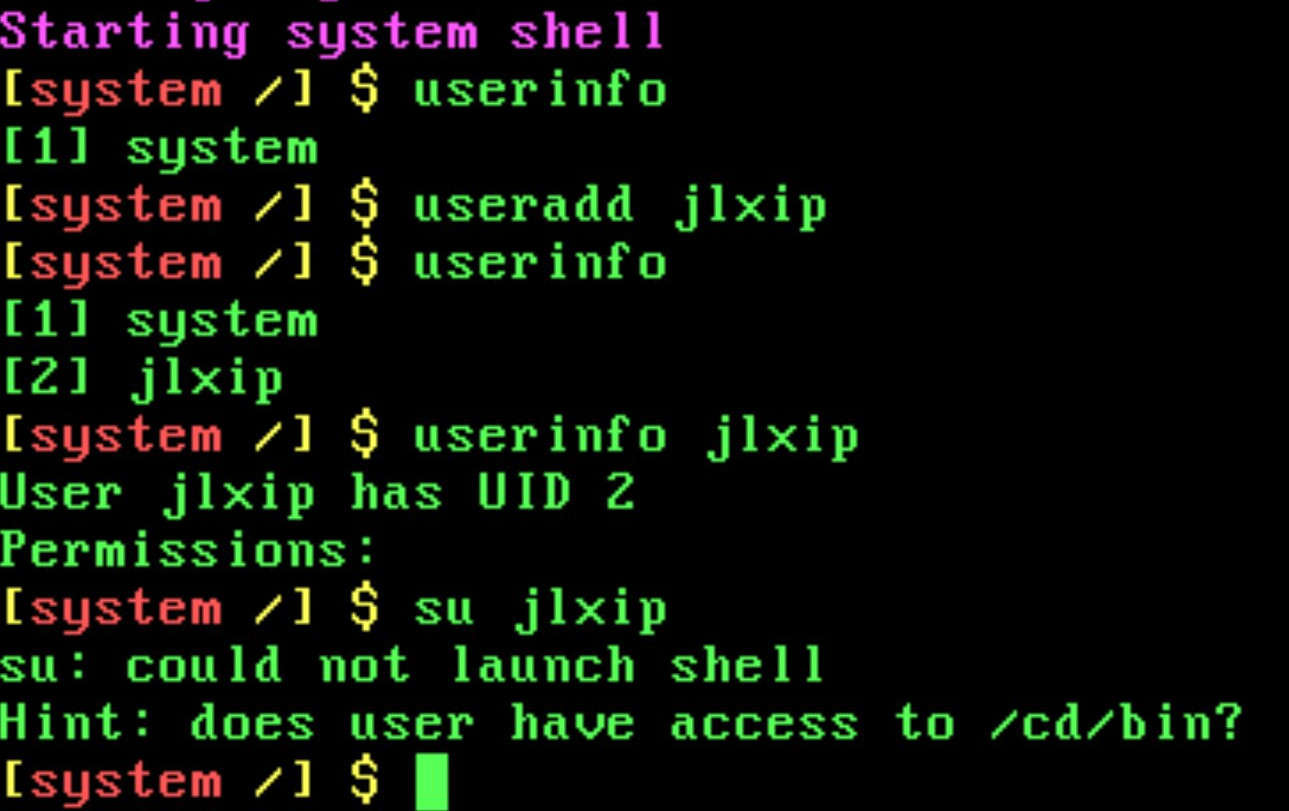 Starting system shell
[system /] $ userinfo
[1] system
[system /] $ useradd jlxip
[system /] $ userinfo
[1] system
[2] jlxip
[system /] $ userinfo jlxip
User jlxip has UID 2
Permissions:
[system /] $ su jlxip
su: could not launch shell
Hint: does user have access to /cd/bin?
[system /] $